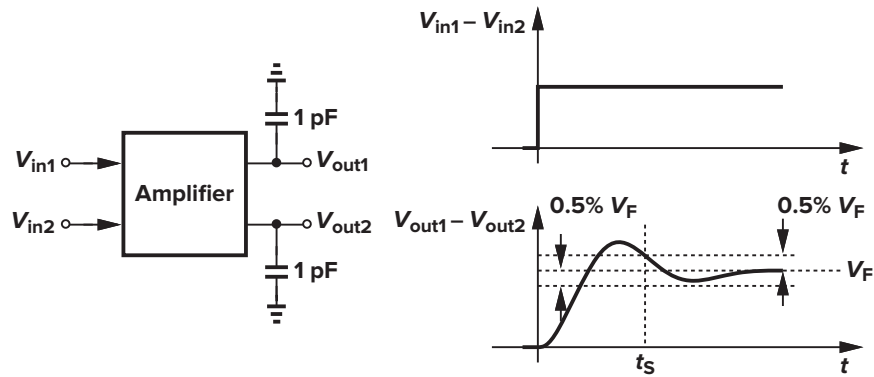 1 pF
V_in1
V_out1
Amplifier
V_in2
V_out2
1 pF
V_in1 – V_in2
t
0.5% V_F
0.5% V_F
V_out1 – V_out2
V_F
t_S
t